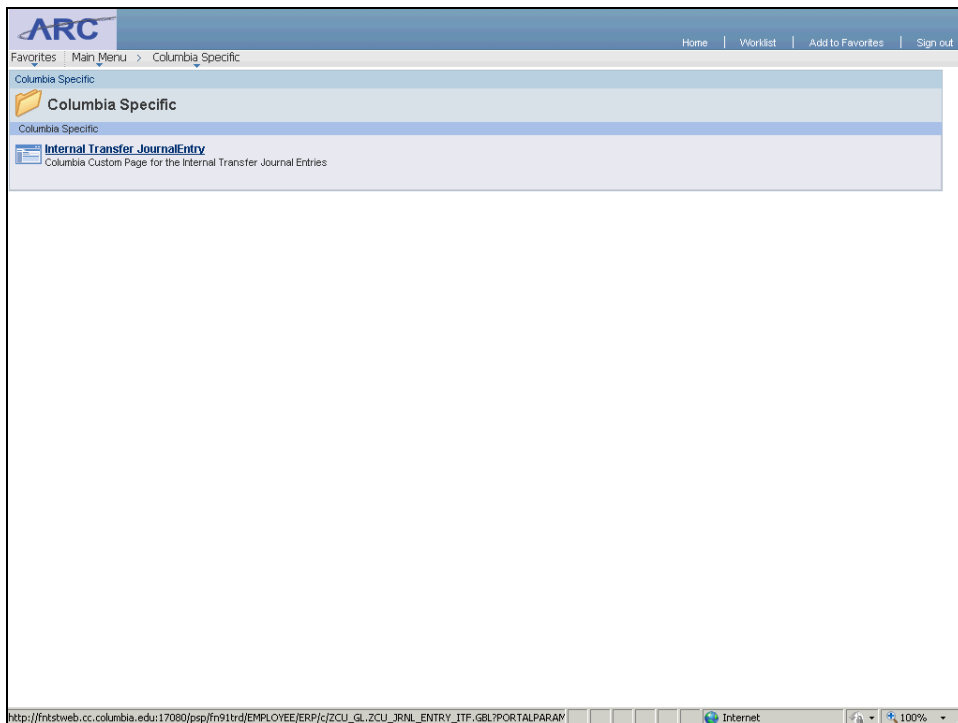 ARC
Home | Worklist | Add to Favorites | Sign out
Favorites Main Menu > Columbia Specific
Columbia Specific
Columbia Specific
Columbia Specific
Internal Transfer JournalEntry
Columbia Custom Page for the Internal Transfer Journal Entries
http://fntstweb.cc.columbia.edu:17080/psp/fn91trd/EMPLOYEE/ERP/c/ZCU_GL.ZCU_JRNL_ENTRY_ITF.GBL?PORTALPARAM Internet 100%